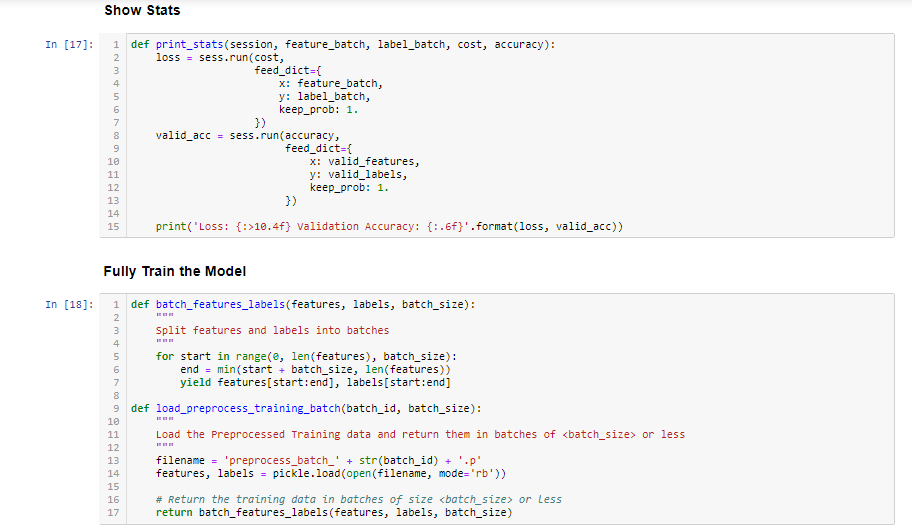 Show Stats
In [17]:
1 def print_stats(session, feature_batch, label_batch, cost, accuracy):
2     loss = sess.run(cost,
3                     feed_dict={
4                         x: feature_batch,
5                         y: label_batch,
6                         keep_prob: 1.
7                     })
8     valid_acc = sess.run(accuracy,
9                          feed_dict={
10                             x: valid_features,
11                             y: valid_labels,
12                             keep_prob: 1.
13                         })
14
15    print('Loss: {:>10.4f} Validation Accuracy: {:.6f}'.format(loss, valid_acc))
Fully Train the Model
In [18]:
1 def batch_features_labels(features, labels, batch_size):
2     """
3     Split features and labels into batches
4     """
5     for start in range(0, len(features), batch_size):
6         end = min(start + batch_size, len(features))
7         yield features[start:end], labels[start:end]
8
9 def load_preprocess_training_batch(batch_id, batch_size):
10    """
11    Load the Preprocessed Training data and return them in batches of <batch_size> or less
12    """
13    filename = 'preprocess_batch_' + str(batch_id) + '.p'
14    features, labels = pickle.load(open(filename, mode='rb'))
15
16    # Return the training data in batches of size <batch_size> or less
17    return batch_features_labels(features, labels, batch_size)